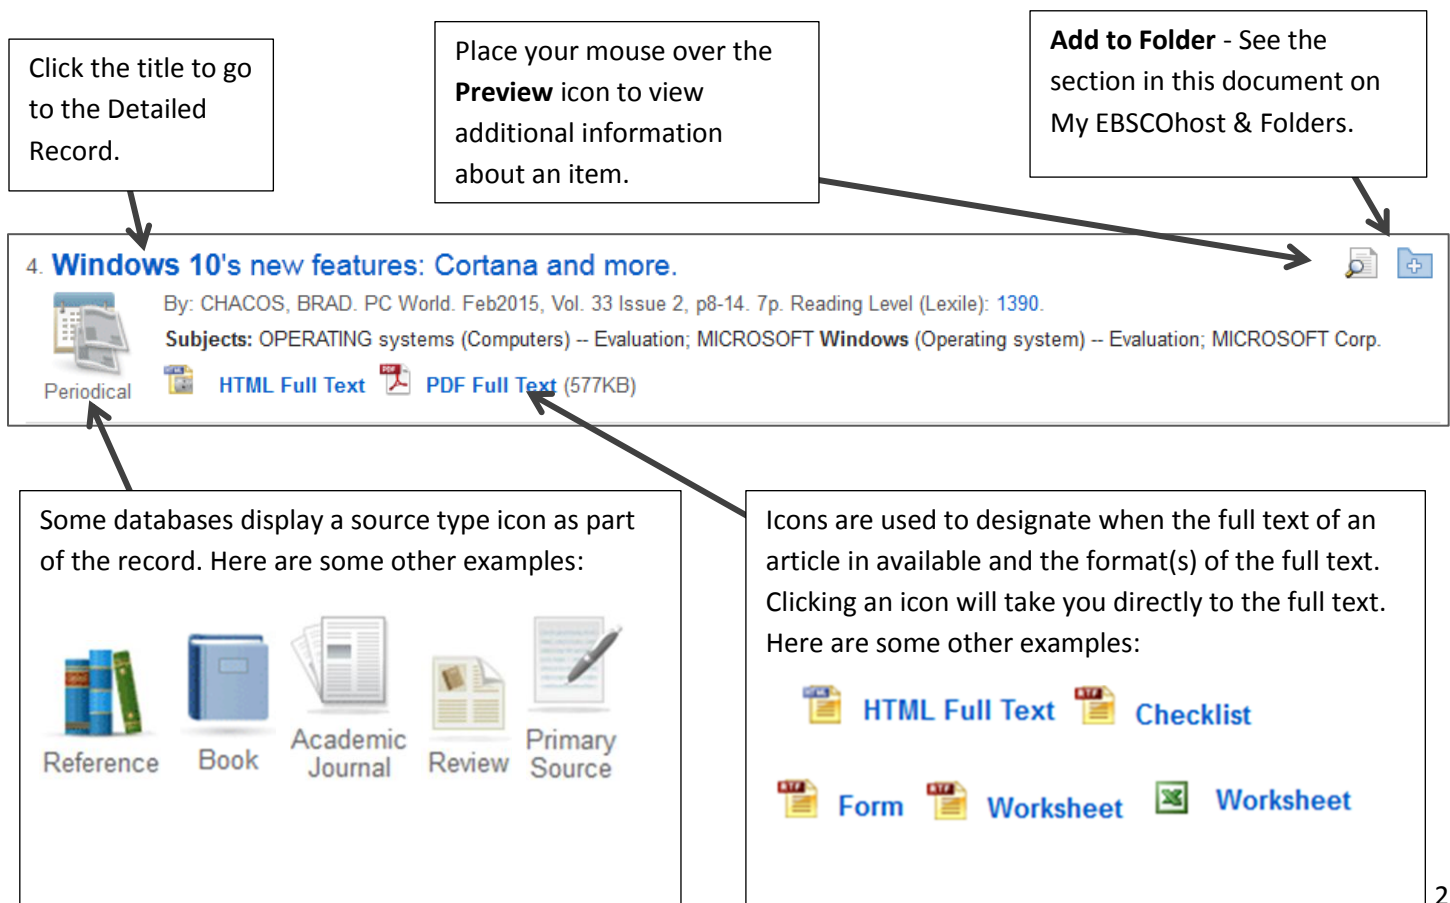 Click the title to go
to the Detailed
Record.
Place your mouse over the
Preview icon to view
additional information
about an item.
Add to Folder - See the
section in this document on
My EBSCOhost & Folders.
4. Windows 10's new features: Cortana and more.
By: CHACOS, BRAD. PC World. Feb2015, Vol. 33 Issue 2, p8-14. 7p. Reading Level (Lexile): 1390.
Subjects: OPERATING systems (Computers) -- Evaluation; MICROSOFT Windows (Operating system) -- Evaluation; MICROSOFT Corp.
Periodical
HTML HTML Full Text PDF PDF Full Text (577KB)
Some databases display a source type icon as part
of the record. Here are some other examples:
Reference
Book
Academic
Journal
Review
Primary
Source
Icons are used to designate when the full text of an
article in available and the format(s) of the full text.
Clicking an icon will take you directly to the full text.
Here are some other examples:
HTML HTML Full Text RTF Checklist
RTF Form RTF Worksheet X Worksheet
2